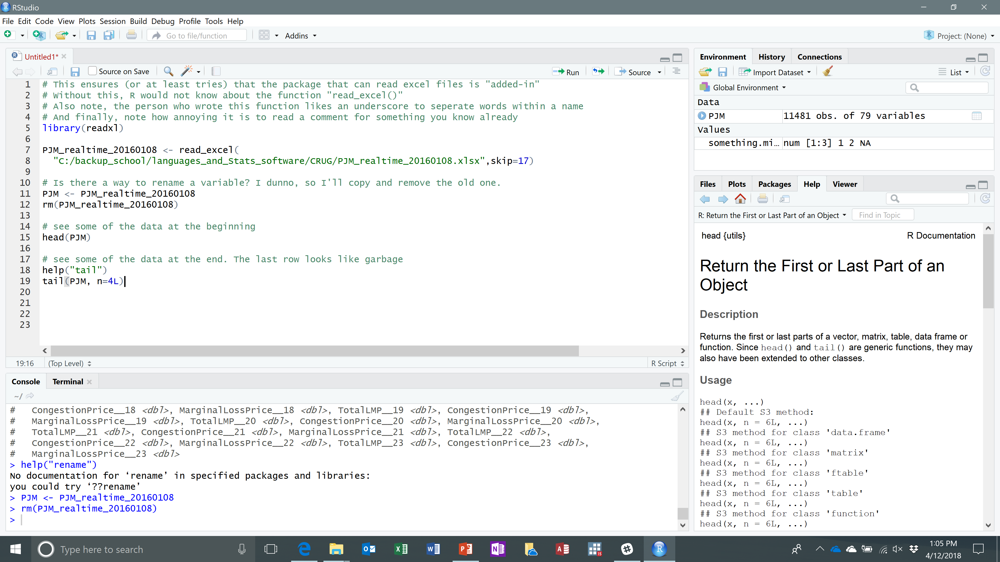 RStudio
File Edit Code View Plots Session Build Debug Profile Tools Help
Go to file/function
Addins
Project: (None)
Untitled1*
Source on Save
Run
Source
1 # This ensures (or at least tries) that the package that can read excel files is "added-in"
2 # Without this, R would not know about the function "read_excel()"
3 # Also note, the person who wrote this function likes an underscore to seperate words within a name
4 # And finally, note how annoying it is to read a comment for something you know already
5 library(readxl)
6
7 PJM_realtime_20160108 <- read_excel(
8 "C:/backup_school/languages_and_Stats_software/CRUG/PJM_realtime_20160108.xlsx",skip=17)
9
10 # Is there a way to rename a variable? I dunno, so I'll copy and remove the old one.
11 PJM <- PJM_realtime_20160108
12 rm(PJM_realtime_20160108)
13
14 # see some of the data at the beginning
15 head(PJM)
16
17 # see some of the data at the end. The last row looks like garbage
18 help("tail")
19 tail(PJM, n=4L)
20
21
22
23
19:16 (Top Level) R Script
Console Terminal
~/
# CongestionPrice__18 <dbl>, MarginalLossPrice__18 <dbl>, TotalLMP__19 <dbl>, CongestionPrice__19 <dbl>,
# MarginalLossPrice__19 <dbl>, TotalLMP__20 <dbl>, CongestionPrice__20 <dbl>, MarginalLossPrice__20 <dbl>,
# TotalLMP__21 <dbl>, CongestionPrice__21 <dbl>, MarginalLossPrice__21 <dbl>, TotalLMP__22 <dbl>,
# CongestionPrice__22 <dbl>, MarginalLossPrice__22 <dbl>, TotalLMP__23 <dbl>, CongestionPrice__23 <dbl>,
# MarginalLossPrice__23 <dbl>
> help("rename")
No documentation for ‘rename’ in specified packages and libraries:
you could try ‘??rename’
> PJM <- PJM_realtime_20160108
> rm(PJM_realtime_20160108)
>
Environment History Connections
Import Dataset
List
Global Environment
Data
PJM 11481 obs. of 79 variables
Values
something.mi… num [1:3] 1 2 NA
Files Plots Packages Help Viewer
R: Return the First or Last Part of an Object
Find in Topic
head {utils} R Documentation
Return the First or Last Part of an
Object
Description
Returns the first or last parts of a vector, matrix, table, data frame or
function. Since head() and tail() are generic functions, they may
also have been extended to other classes.
Usage
head(x, ...)
## Default S3 method:
head(x, n = 6L, ...)
## S3 method for class 'data.frame'
head(x, n = 6L, ...)
## S3 method for class 'matrix'
head(x, n = 6L, ...)
## S3 method for class 'ftable'
head(x, n = 6L, ...)
## S3 method for class 'table'
head(x, n = 6L, ...)
## S3 method for class 'function'
head(x, n = 6L, ...)
Type here to search
15
1:05 PM
4/12/2018